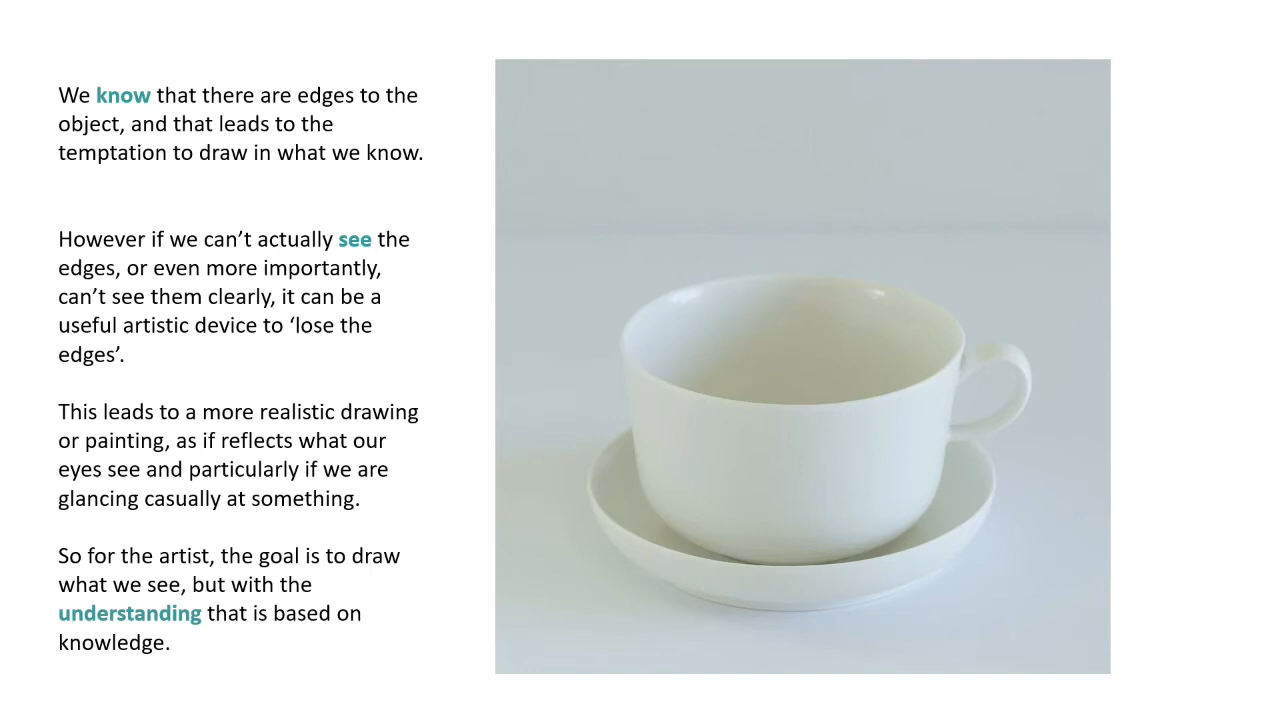 We know that there are edges to the
object, and that leads to the
temptation to draw in what we know.
However if we can’t actually see the
edges, or even more importantly,
can’t see them clearly, it can be a
useful artistic device to ‘lose the
edges’.
This leads to a more realistic drawing
or painting, as if reflects what our
eyes see and particularly if we are
glancing casually at something.
So for the artist, the goal is to draw
what we see, but with the
understanding that is based on
knowledge.